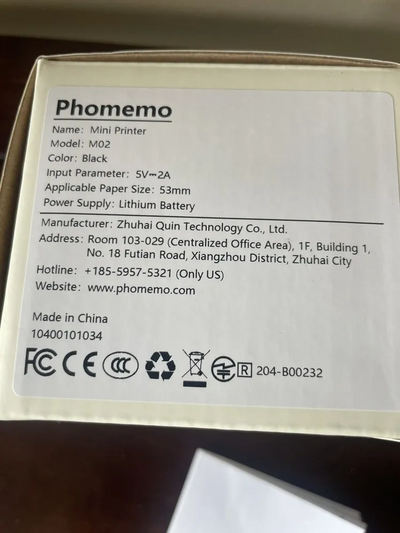 Phomemo
Name: Mini Printer
Model: M02
Color: Black
Input Parameter: 5V⎓2A
Applicable Paper Size: 53mm
Power Supply: Lithium Battery
Manufacturer: Zhuhai Quin Technology Co., Ltd.
Address: Room 103-029 (Centralized Office Area), 1F, Building 1,
No. 18 Futian Road, Xiangzhou District, Zhuhai City
Hotline: +185-5957-5321 (Only US)
Website: www.phomemo.com
Made in China
10400101034
FC CE CCC R 204-B00232